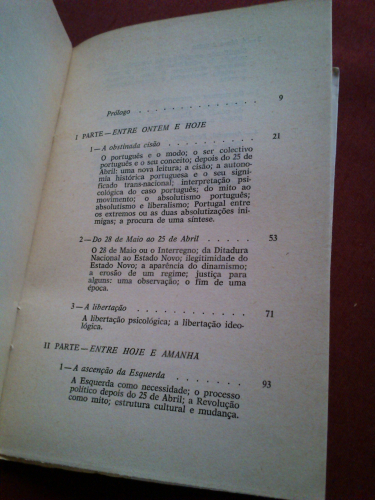 Prólogo . . . . . . . . . . . . . 9
I PARTE — ENTRE ONTEM E HOJE
1 — A obstinada cisão . . . . . . . 21
O português e o modo; o ser colectivo
português e o seu conceito; depois do 25 de
Abril: uma nova leitura; a cisão; a autono-
mia histórica portuguesa e o seu signi-
ficado trans-nacional; interpretação psi-
cológica do caso português; do mito ao
movimento; o absolutismo português;
absolutismo e liberalismo; Portugal entre
os extremos ou as duas absolutizações ini-
migas; a procura de uma síntese.
2 — Do 28 de Maio ao 25 de Abril . . . . . 53
O 28 de Maio ou o Interregno; da Ditadura
Nacional ao Estado Novo; ilegitimidade do
Estado Novo; a aparência do dinamismo;
a erosão de um regime; justiça para
alguns: uma observação; o fim de uma
época.
3 — A libertação . . . . . . . . . 71
A libertação psicológica; a libertação ideo-
lógica.
II PARTE — ENTRE HOJE E AMANHÃ
1 — A ascenção da Esquerda . . . . . . . 93
A Esquerda como necessidade; o processo
político depois do 25 de Abril; a Revolução
como mito; estrutura cultural e mudança.